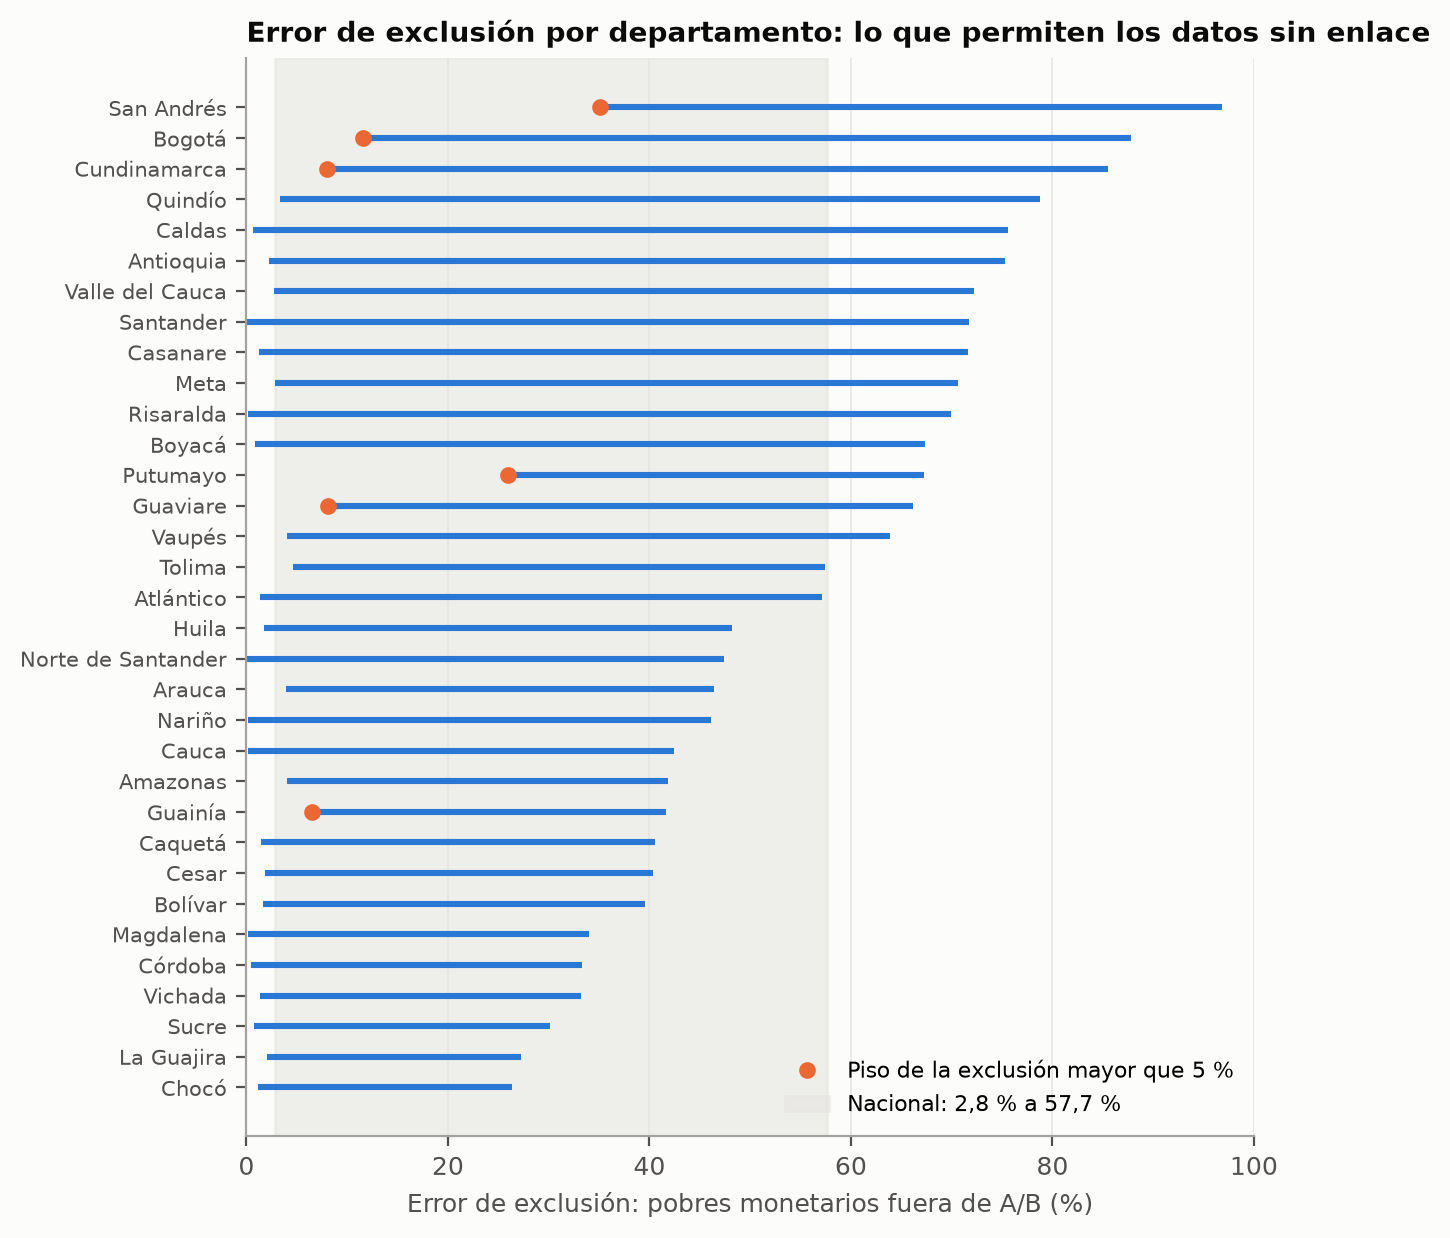 Error de exclusión por departamento: lo que permiten los datos sin enlace
San Andrés
Bogotá
Cundinamarca
Quindío
Caldas
Antioquia
Valle del Cauca
Santander
Casanare
Meta
Risaralda
Boyacá
Putumayo
Guaviare
Vaupés
Tolima
Atlántico
Huila
Norte de Santander
Arauca
Nariño
Cauca
Amazonas
Guainía
Caquetá
Cesar
Bolívar
Magdalena
Córdoba
Vichada
Sucre
La Guajira
Chocó
Piso de la exclusión mayor que 5 %
Nacional: 2,8 % a 57,7 %
0 20 40 60 80 100
Error de exclusión: pobres monetarios fuera de A/B (%)